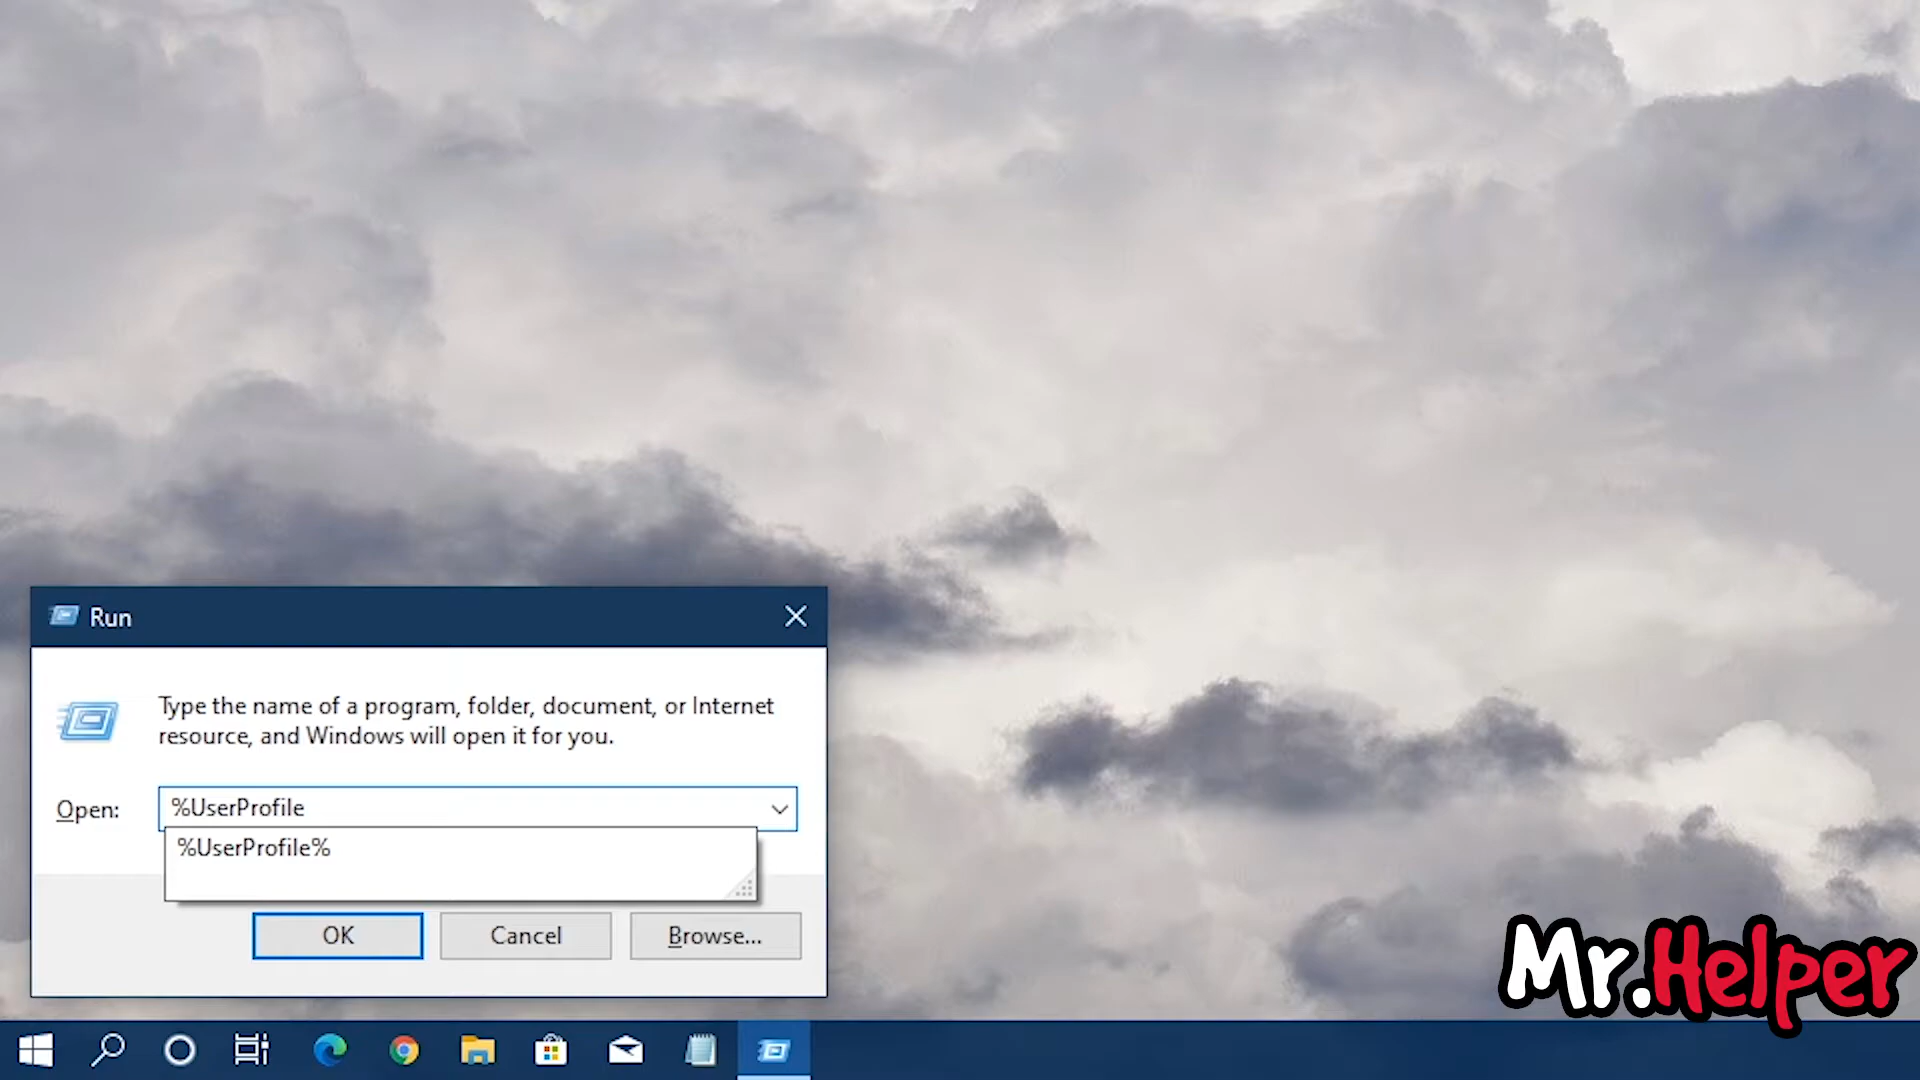 Run
Type the name of a program, folder, document, or Internet
resource, and Windows will open it for you.
Open: %UserProfile
%UserProfile%
OK Cancel Browse...
Mr.Helper